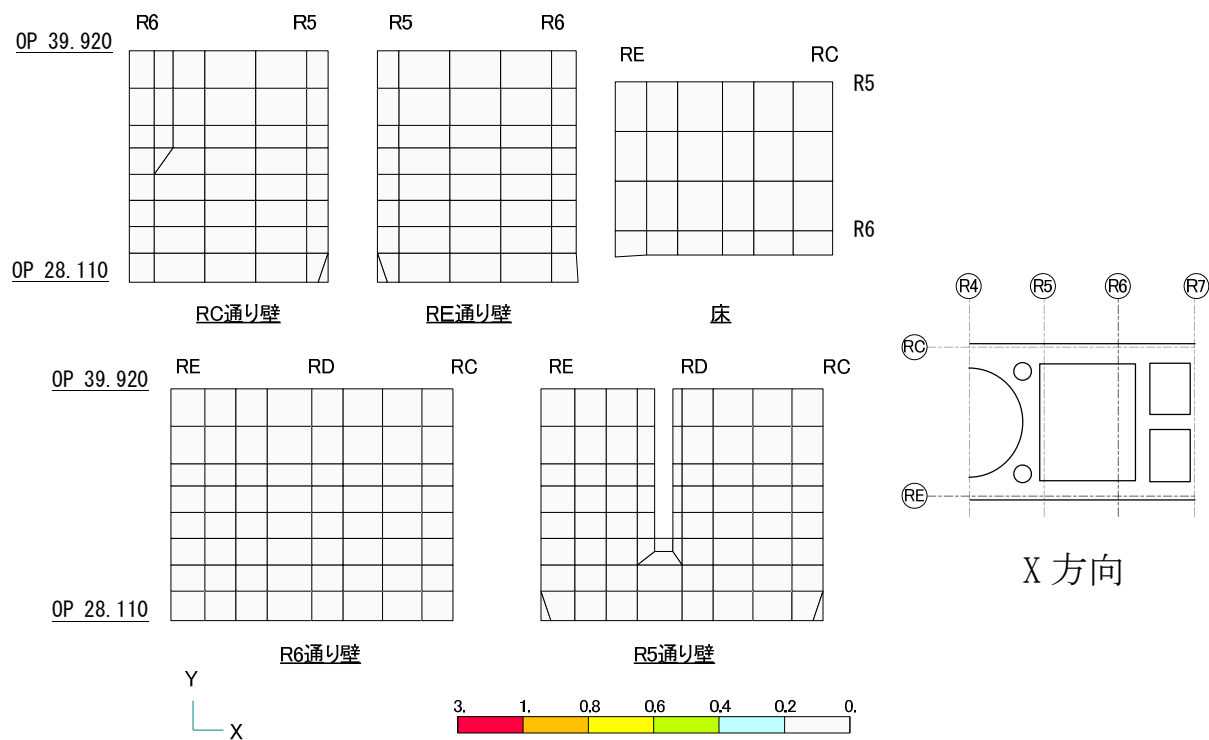 R6 R5
R5 R6
OP 39.920
RE RC
R5
R6
OP 28.110
RC通り壁
RE通り壁
床
R4 R5 R6 R7
RC
RE
X 方向
RE RD RC
RE RD RC
OP 39.920
OP 28.110
R6通り壁
R5通り壁
Y
X
3. 1. 0.8 0.6 0.4 0.2 0.